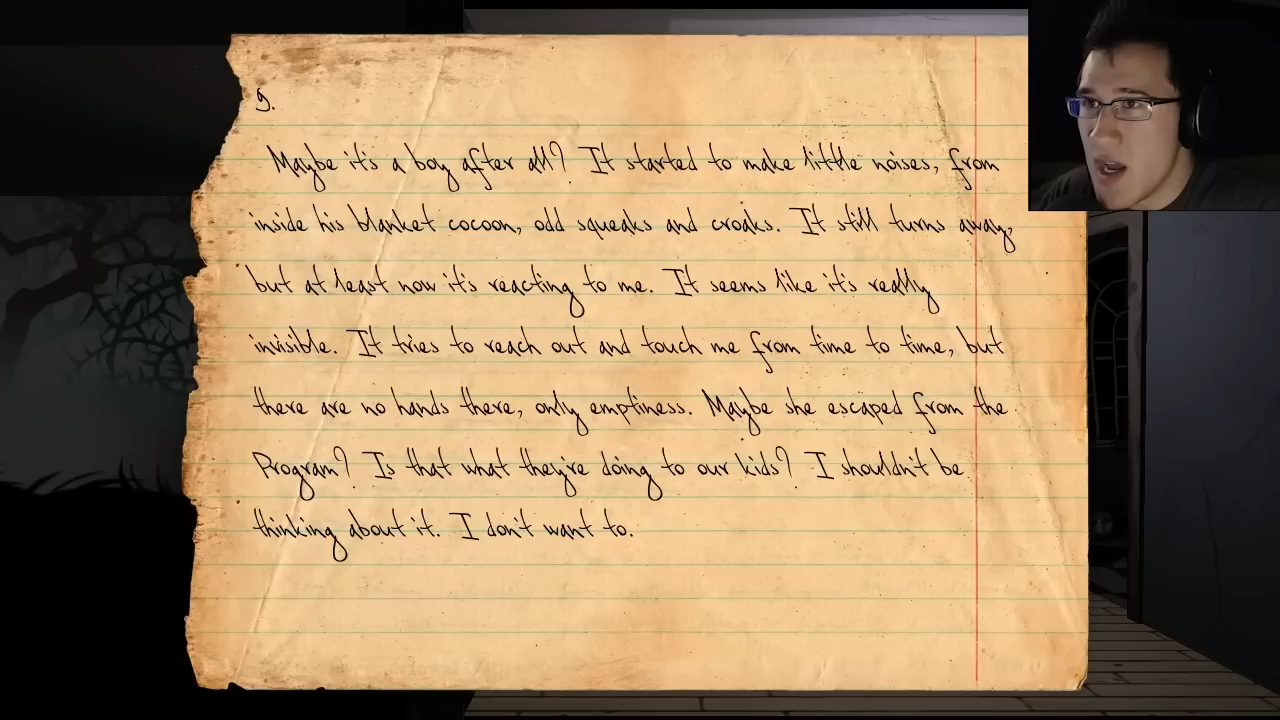 9.
Maybe it's a boy after all? It started to make little noises, from
inside his blanket cocoon, odd squeaks and croaks. It still turns away,
but at least now it's reacting to me. It seems like it's really
invisible. It tries to reach out and touch me from time to time, but
there are no hands there, only emptiness. Maybe she escaped from the
Program? Is that what they're doing to our kids? I shouldn't be
thinking about it. I don't want to.